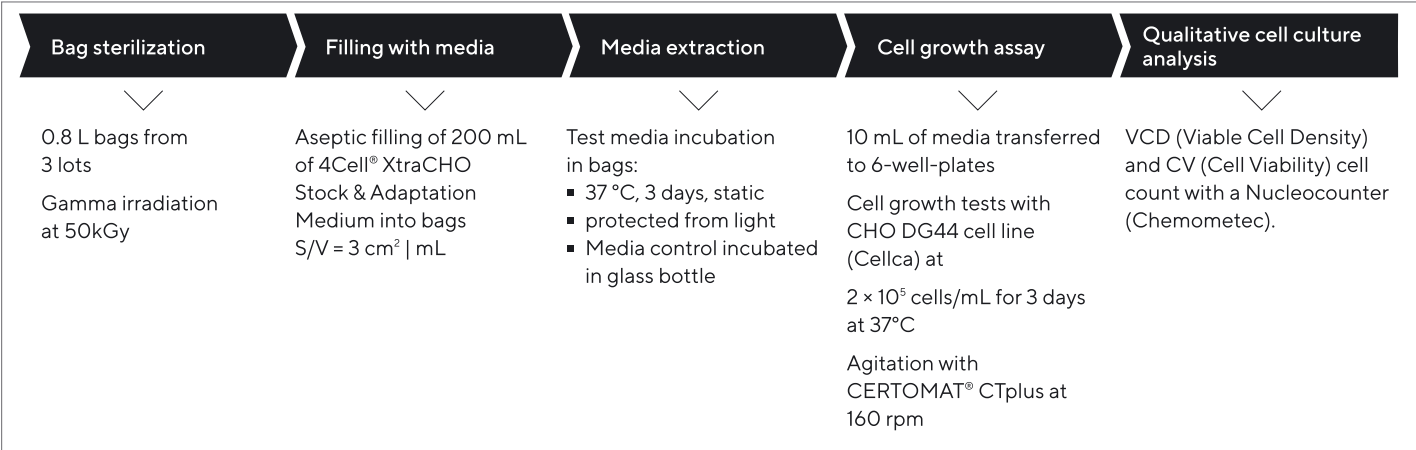 Bag sterilization
Filling with media
Media extraction
Cell growth assay
Qualitative cell culture
analysis
0.8 L bags from
3 lots
Gamma irradiation
at 50kGy
Aseptic filling of 200 mL
of 4Cell® XtraCHO
Stock & Adaptation
Medium into bags
S/V = 3 cm² | mL
Test media incubation
in bags:
▪ 37 °C, 3 days, static
▪ protected from light
▪ Media control incubated
in glass bottle
10 mL of media transferred
to 6-well-plates
Cell growth tests with
CHO DG44 cell line
(Cellca) at
2 × 10⁵ cells/mL for 3 days
at 37°C
Agitation with
CERTOMAT® CTplus at
160 rpm
VCD (Viable Cell Density)
and CV (Cell Viability) cell
count with a Nucleocounter
(Chemometec).